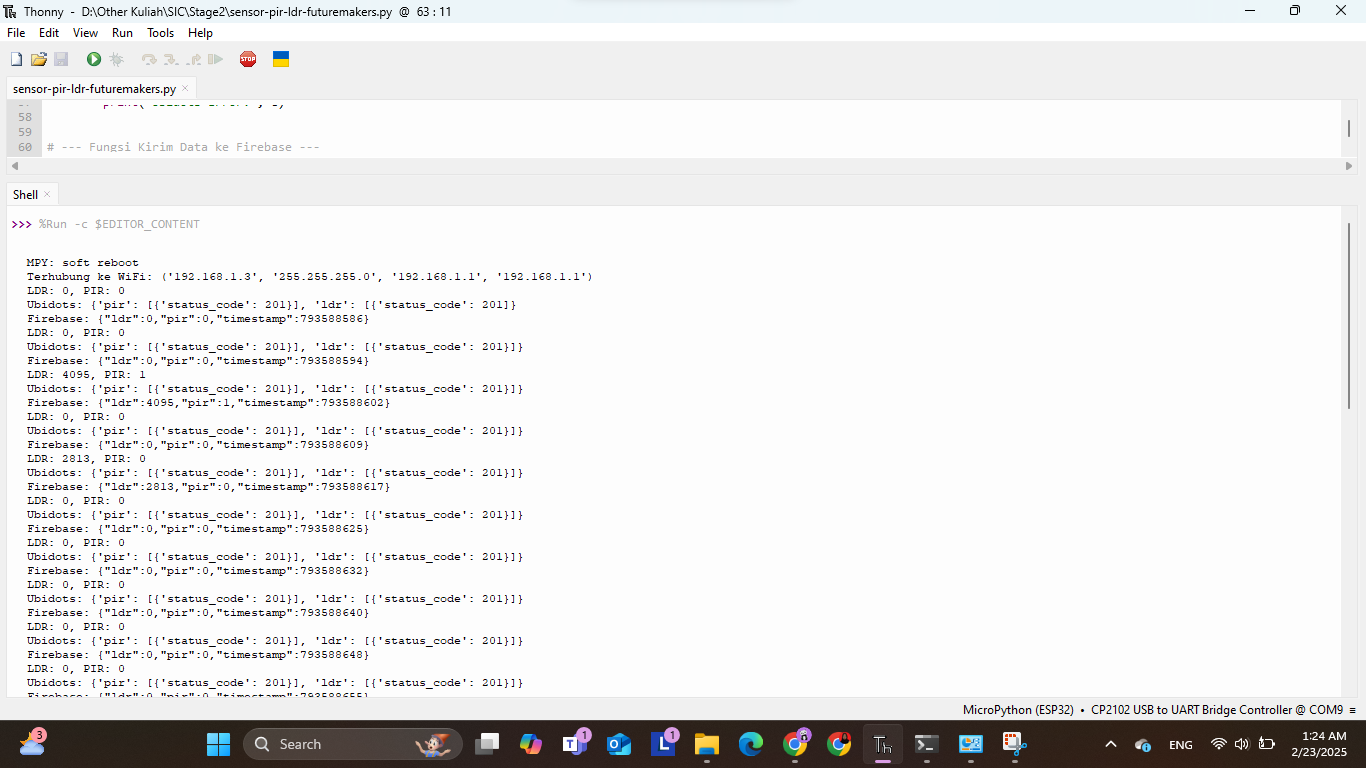 Thonny - D:\Other Kuliah\SIC\Stage2\sensor-pir-ldr-futuremakers.py @ 63 : 11
File Edit View Run Tools Help
STOP
sensor-pir-ldr-futuremakers.py ×
58
59
60 # --- Fungsi Kirim Data ke Firebase ---
Shell ×
>>> %Run -c $EDITOR_CONTENT
MPY: soft reboot
Terhubung ke WiFi: ('192.168.1.3', '255.255.255.0', '192.168.1.1', '192.168.1.1')
LDR: 0, PIR: 0
Ubidots: {'pir': [{'status_code': 201}], 'ldr': [{'status_code': 201]}
Firebase: {"ldr":0,"pir":0,"timestamp":793588586}
LDR: 0, PIR: 0
Ubidots: {'pir': [{'status_code': 201}], 'ldr': [{'status_code': 201}]}
Firebase: {"ldr":0,"pir":0,"timestamp":793588594}
LDR: 4095, PIR: 1
Ubidots: {'pir': [{'status_code': 201}], 'ldr': [{'status_code': 201}]}
Firebase: {"ldr":4095,"pir":1,"timestamp":793588602}
LDR: 0, PIR: 0
Ubidots: {'pir': [{'status_code': 201}], 'ldr': [{'status_code': 201}]}
Firebase: {"ldr":0,"pir":0,"timestamp":793588609}
LDR: 2813, PIR: 0
Ubidots: {'pir': [{'status_code': 201}], 'ldr': [{'status_code': 201}]}
Firebase: {"ldr":2813,"pir":0,"timestamp":793588617}
LDR: 0, PIR: 0
Ubidots: {'pir': [{'status_code': 201}], 'ldr': [{'status_code': 201}]}
Firebase: {"ldr":0,"pir":0,"timestamp":793588625}
LDR: 0, PIR: 0
Ubidots: {'pir': [{'status_code': 201}], 'ldr': [{'status_code': 201}]}
Firebase: {"ldr":0,"pir":0,"timestamp":793588632}
LDR: 0, PIR: 0
Ubidots: {'pir': [{'status_code': 201}], 'ldr': [{'status_code': 201}]}
Firebase: {"ldr":0,"pir":0,"timestamp":793588640}
LDR: 0, PIR: 0
Ubidots: {'pir': [{'status_code': 201}], 'ldr': [{'status_code': 201}]}
Firebase: {"ldr":0,"pir":0,"timestamp":793588648}
LDR: 0, PIR: 0
Ubidots: {'pir': [{'status_code': 201}], 'ldr': [{'status_code': 201}]}
Firebase: {"ldr":0,"pir":0,"timestamp":793588655}
MicroPython (ESP32) • CP2102 USB to UART Bridge Controller @ COM9 ≡
3
Search
1
1
ENG
1:24 AM
2/23/2025